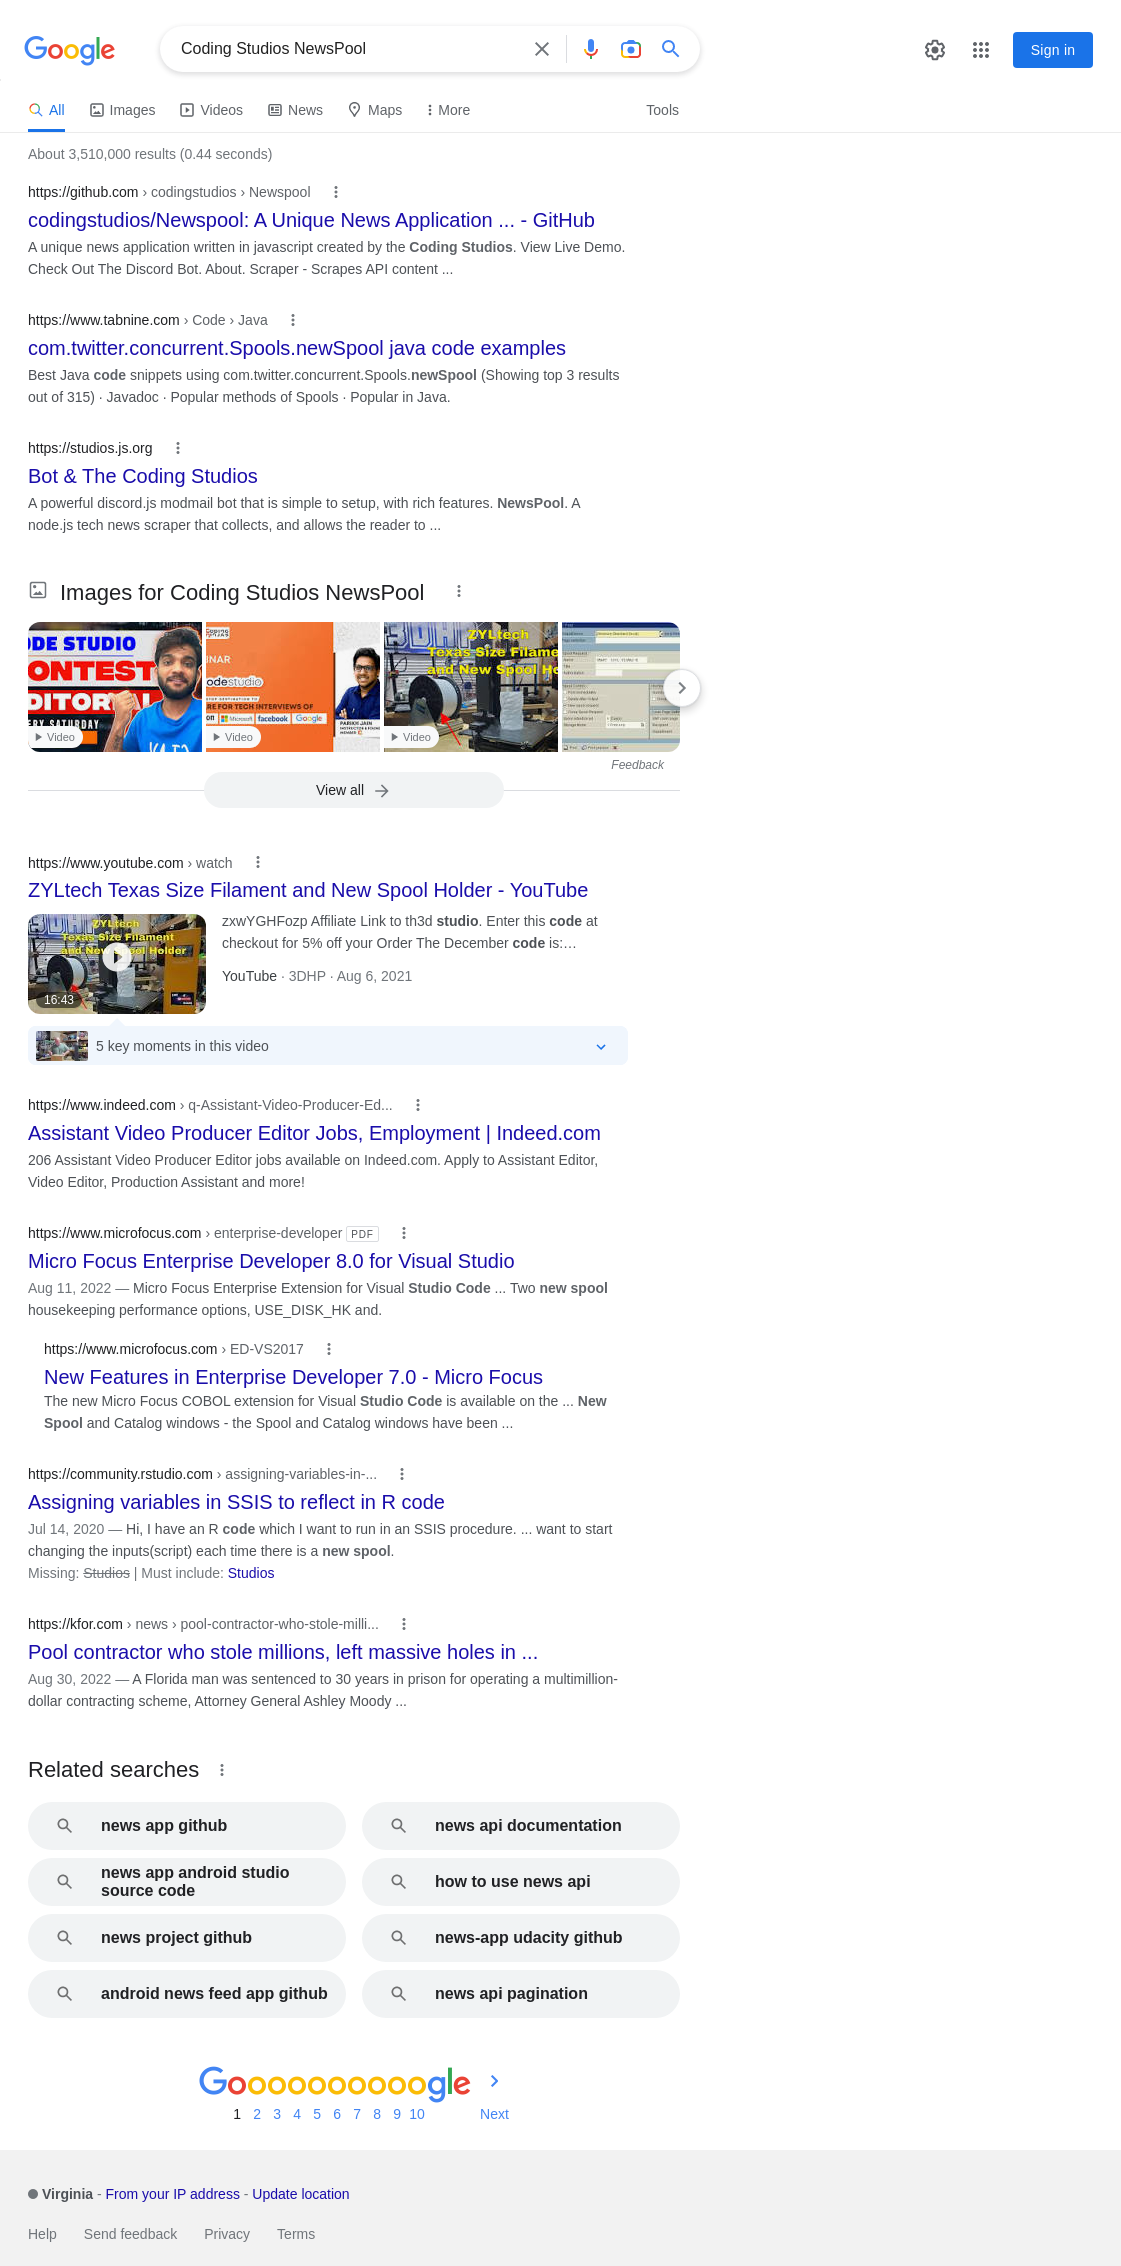 Google
Coding Studios NewsPool
Sign in
All
Images
Videos
News
Maps
More
Tools
About 3,510,000 results (0.44 seconds)
https://github.com › codingstudios › Newspool
codingstudios/Newspool: A Unique News Application ... - GitHub
A unique news application written in javascript created by the Coding Studios. View Live Demo.
Check Out The Discord Bot. About. Scraper - Scrapes API content ...
https://www.tabnine.com › Code › Java
com.twitter.concurrent.Spools.newSpool java code examples
Best Java code snippets using com.twitter.concurrent.Spools.newSpool (Showing top 3 results
out of 315) · Javadoc · Popular methods of Spools · Popular in Java.
https://studios.js.org
Bot & The Coding Studios
A powerful discord.js modmail bot that is simple to setup, with rich features. NewsPool. A
node.js tech news scraper that collects, and allows the reader to ...
Images for Coding Studios NewsPool
ODE STUDIO
ONTEST
DITORI
ERY SATURDAY
Video
INAR
odestudio
RE FOR TECH INTERVIEWS OF
Microsoft facebook Google
PARIKH JAIN
Video
ZYLtech
Texas Size Filame
and New Spool Ho
Video
Feedback
View all
https://www.youtube.com › watch
ZYLtech Texas Size Filament and New Spool Holder - YouTube
ZYLtech
Texas Size Filament
and New Spool Holder
16:43
zxwYGHFozp Affiliate Link to th3d studio. Enter this code at
checkout for 5% off your Order The December code is:…
YouTube · 3DHP · Aug 6, 2021
5 key moments in this video
https://www.indeed.com › q-Assistant-Video-Producer-Ed...
Assistant Video Producer Editor Jobs, Employment | Indeed.com
206 Assistant Video Producer Editor jobs available on Indeed.com. Apply to Assistant Editor,
Video Editor, Production Assistant and more!
https://www.microfocus.com › enterprise-developer PDF
Micro Focus Enterprise Developer 8.0 for Visual Studio
Aug 11, 2022 — Micro Focus Enterprise Extension for Visual Studio Code ... Two new spool
housekeeping performance options, USE_DISK_HK and.
https://www.microfocus.com › ED-VS2017
New Features in Enterprise Developer 7.0 - Micro Focus
The new Micro Focus COBOL extension for Visual Studio Code is available on the ... New
Spool and Catalog windows - the Spool and Catalog windows have been ...
https://community.rstudio.com › assigning-variables-in-...
Assigning variables in SSIS to reflect in R code
Jul 14, 2020 — Hi, I have an R code which I want to run in an SSIS procedure. ... want to start
changing the inputs(script) each time there is a new spool.
Missing: Studios | Must include: Studios
https://kfor.com › news › pool-contractor-who-stole-milli...
Pool contractor who stole millions, left massive holes in ...
Aug 30, 2022 — A Florida man was sentenced to 30 years in prison for operating a multimillion-
dollar contracting scheme, Attorney General Ashley Moody ...
Related searches
news app github
news api documentation
news app android studio
source code
how to use news api
news project github
news-app udacity github
android news feed app github
news api pagination
Goooooooooogle
1 2 3 4 5 6 7 8 9 10 Next
Virginia - From your IP address - Update location
Help Send feedback Privacy Terms